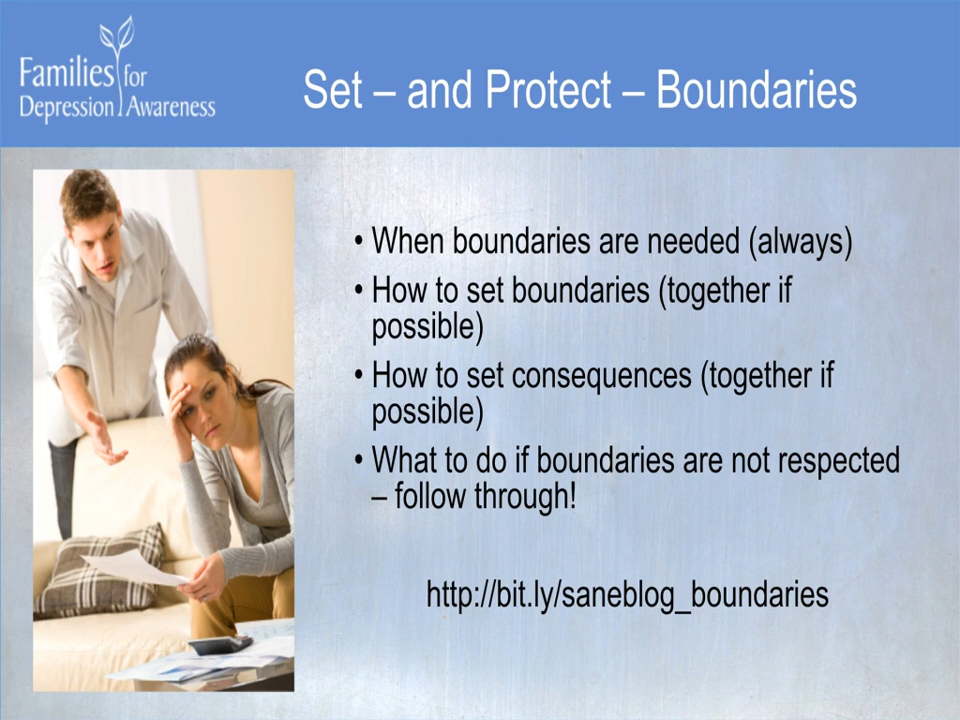 Families for
Depression Awareness
Set – and Protect – Boundaries
• When boundaries are needed (always)
• How to set boundaries (together if
possible)
• How to set consequences (together if
possible)
• What to do if boundaries are not respected
– follow through!
http://bit.ly/saneblog_boundaries